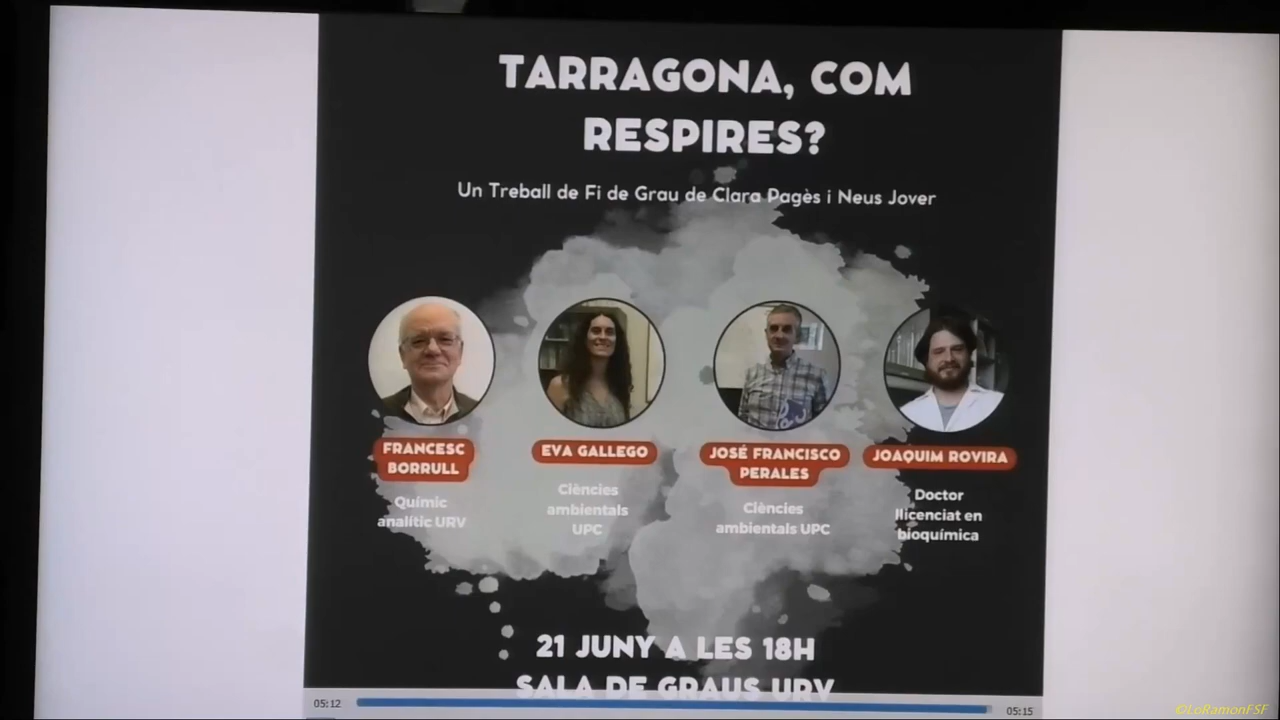 TARRAGONA, COM
RESPIRES?
Un Treball de Fi de Grau de Clara Pagès i Neus Jover
FRANCESC
BORRULL
Químic
analític URV
EVA GALLEGO
Ciències
ambientals
UPC
JOSÉ FRANCISCO
PERALES
Ciències
ambientals UPC
JOAQUIM ROVIRA
Doctor
llicenciat en
bioquímica
21 JUNY A LES 18H
SALA DE GRAUS URV
05:12
05:15
©LoRamonFSF